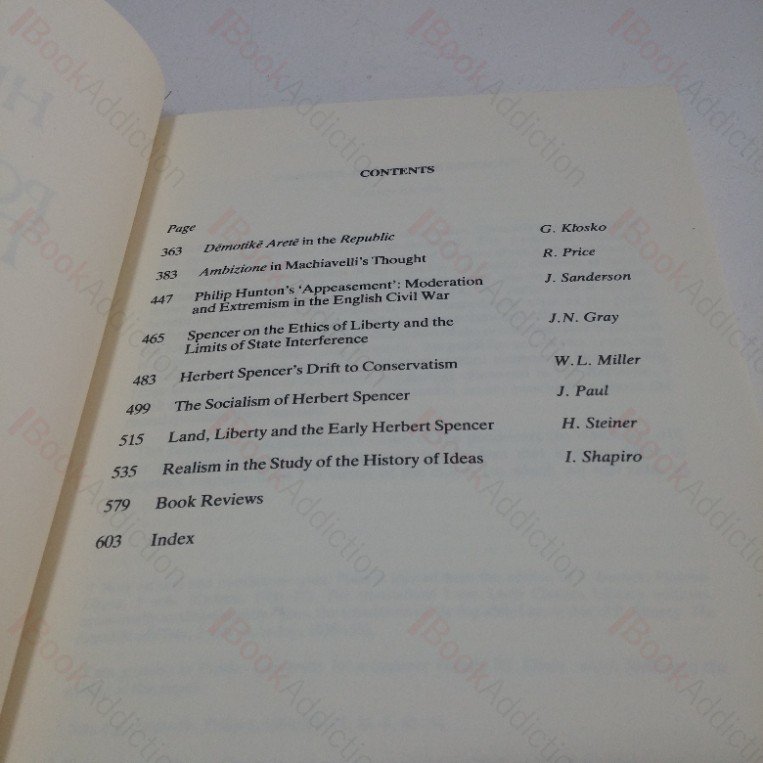 CONTENTS
Page
363 Dēmotikē Aretē in the Republic G. Kłosko
383 Ambizione in Machiavelli's Thought R. Price
447 Philip Hunton's 'Appeasement': Moderation
and Extremism in the English Civil War J. Sanderson
465 Spencer on the Ethics of Liberty and the
Limits of State Interference J.N. Gray
483 Herbert Spencer's Drift to Conservatism W.L. Miller
499 The Socialism of Herbert Spencer J. Paul
515 Land, Liberty and the Early Herbert Spencer H. Steiner
535 Realism in the Study of the History of Ideas I. Shapiro
579 Book Reviews
603 Index
BookAddiction